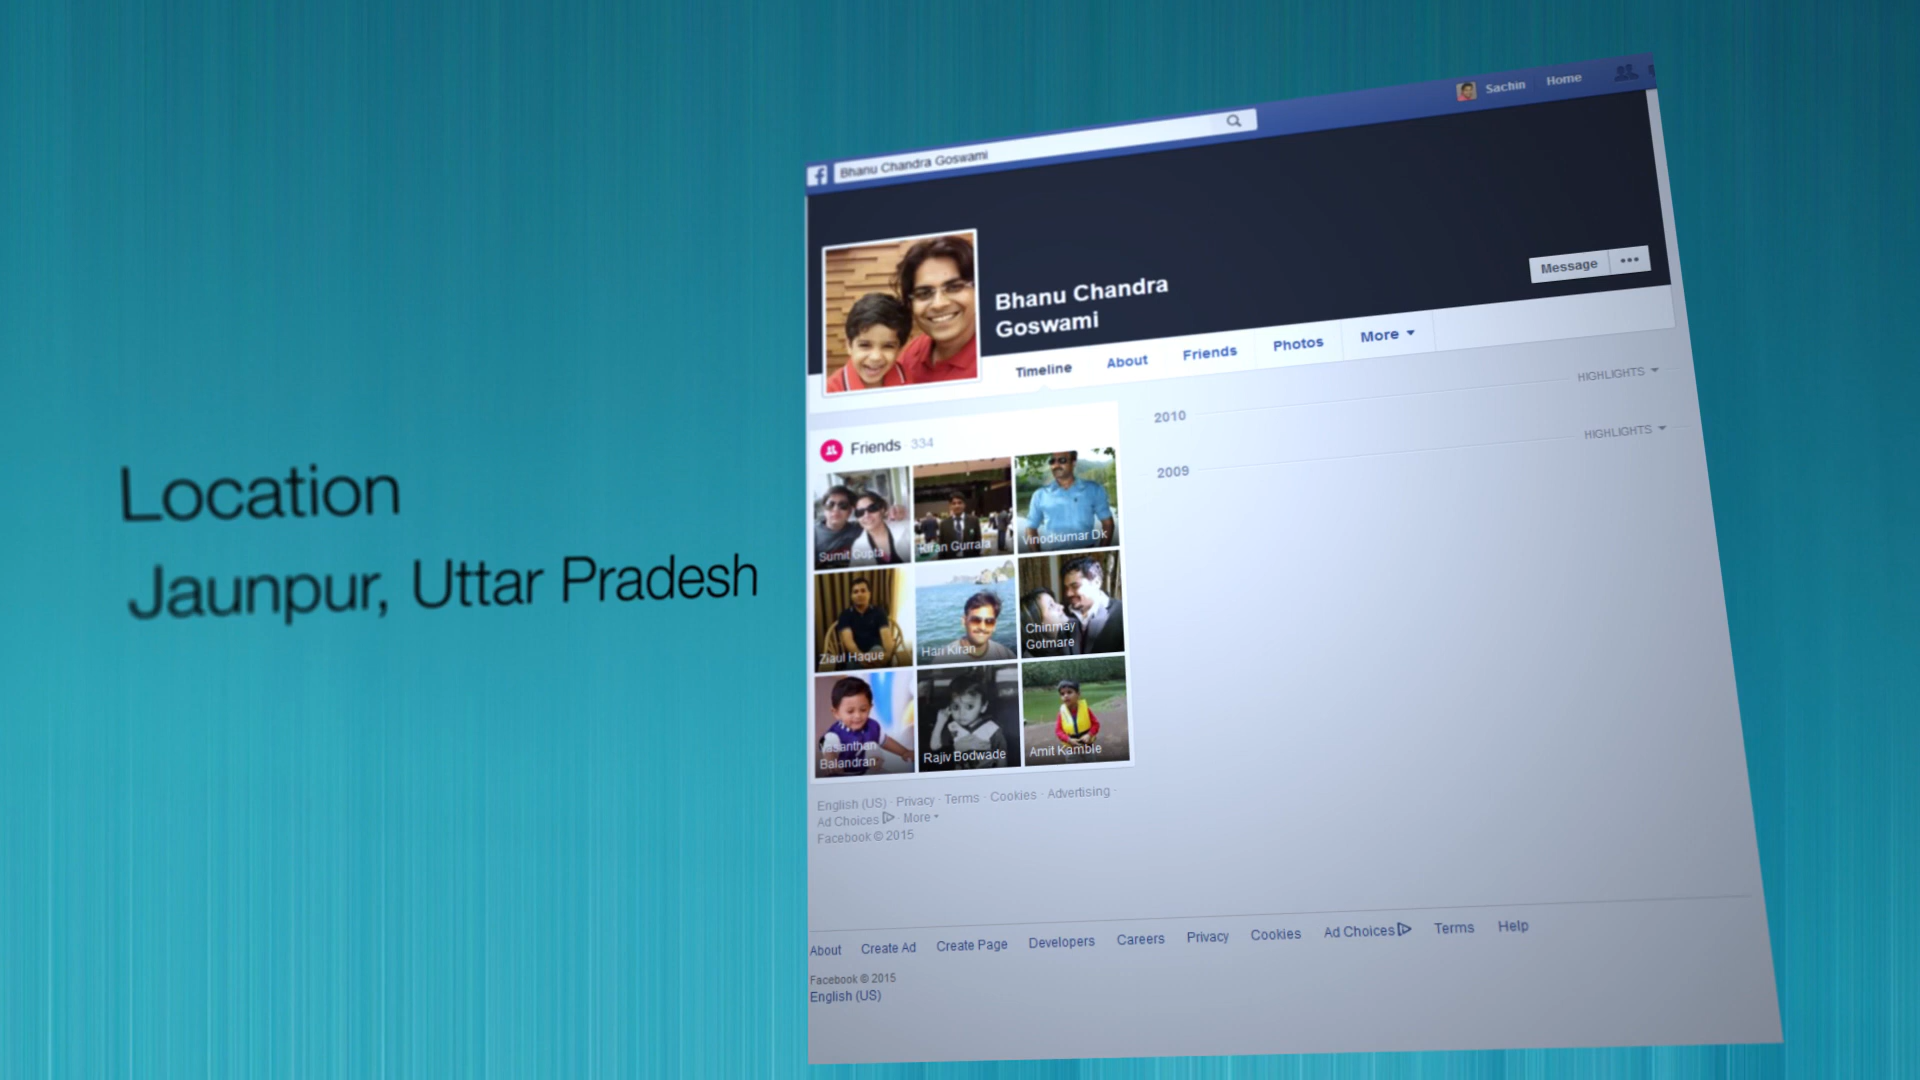 Location
Jaunpur, Uttar Pradesh
Sachin Home
f Bhanu Chandra Goswami
Bhanu Chandra
Goswami
Message •••
Timeline About Friends Photos More
Friends · 334
Sumit Gupta
Kiran Gurrala
Vinodkumar Dk
Ziaul Haque
Hari Kiran
Chinmay
Gotmare
Vasanthan
Balandran
Rajiv Bodwade
Amit Kamble
HIGHLIGHTS
2010
HIGHLIGHTS
2009
English (US) · Privacy · Terms · Cookies · Advertising ·
Ad Choices · More
Facebook © 2015
About Create Ad Create Page Developers Careers Privacy Cookies Ad Choices Terms Help
Facebook © 2015
English (US)